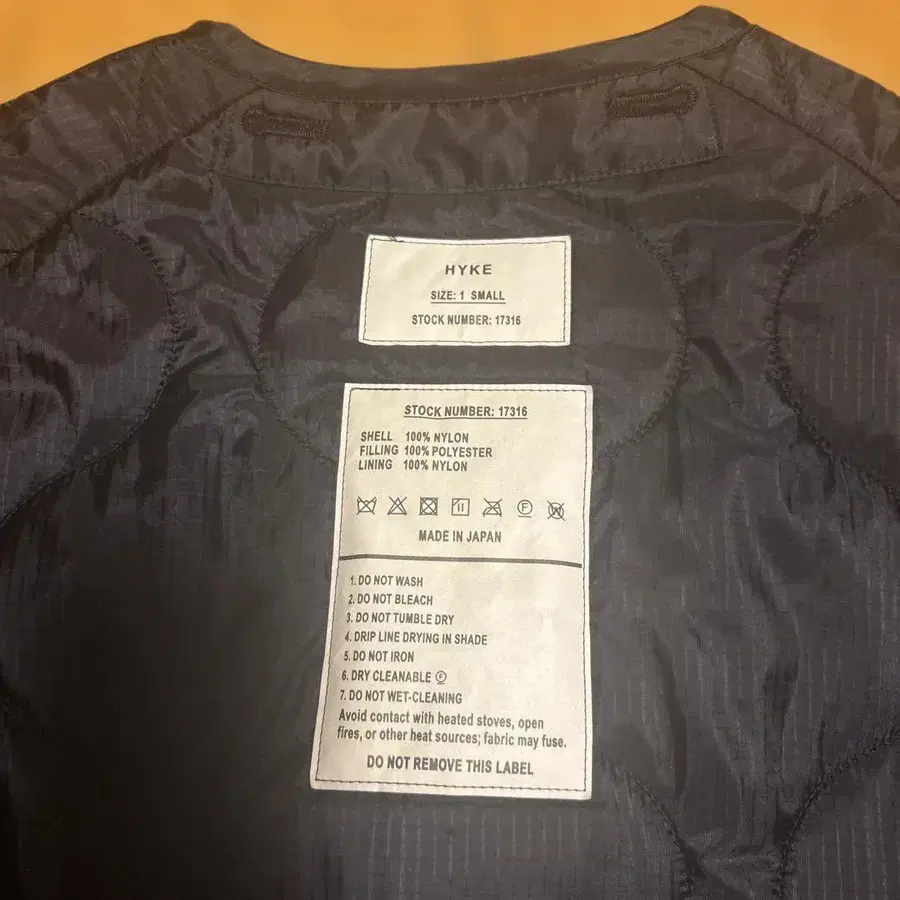 HYKE
SIZE: 1 SMALL
STOCK NUMBER: 17316
STOCK NUMBER: 17316
SHELL 100% NYLON
FILLING 100% POLYESTER
LINING 100% NYLON
MADE IN JAPAN
1. DO NOT WASH
2. DO NOT BLEACH
3. DO NOT TUMBLE DRY
4. DRIP LINE DRYING IN SHADE
5. DO NOT IRON
6. DRY CLEANABLE Ⓕ
7. DO NOT WET-CLEANING
Avoid contact with heated stoves, open
fires, or other heat sources; fabric may fuse.
DO NOT REMOVE THIS LABEL